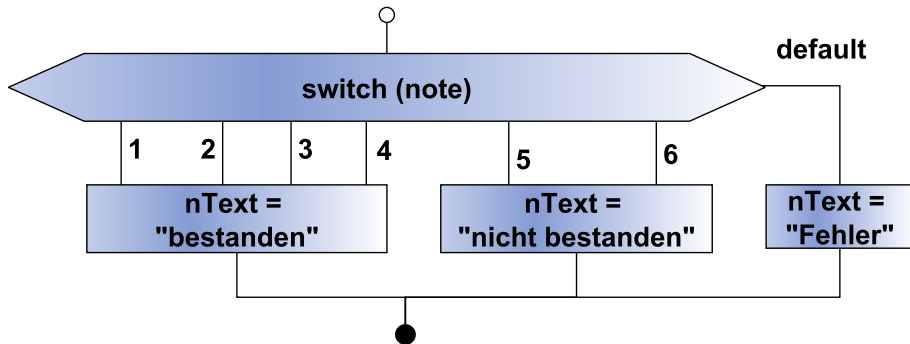 default
switch (note)
1
2
3
4
5
6
nText =
"bestanden"
nText =
"nicht bestanden"
nText =
"Fehler"